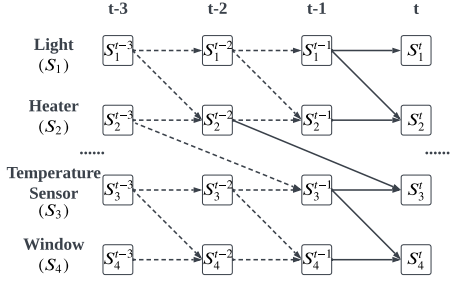 t-3 t-2 t-1 t
Light
(S₁) S₁ᵗ⁻³ S₁ᵗ⁻² S₁ᵗ⁻¹ S₁ᵗ
Heater
(S₂) S₂ᵗ⁻³ S₂ᵗ⁻² S₂ᵗ⁻¹ S₂ᵗ
...... ......
Temperature
Sensor S₃ᵗ⁻³ S₃ᵗ⁻² S₃ᵗ⁻¹ S₃ᵗ
(S₃)
Window
(S₄) S₄ᵗ⁻³ S₄ᵗ⁻² S₄ᵗ⁻¹ S₄ᵗ